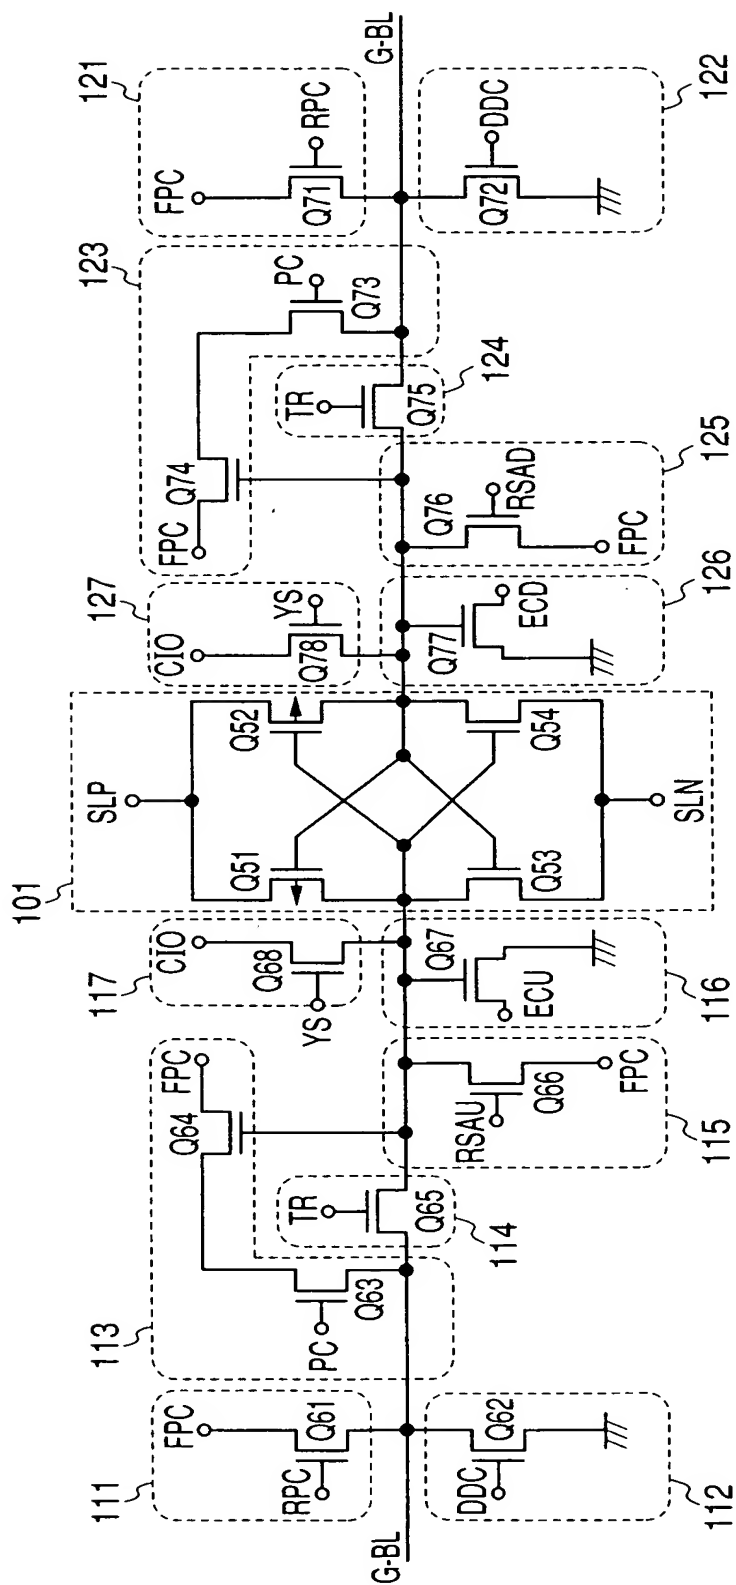 G-BL
111
FPC
RPC
Q61
DDC
Q62
112
113
FPC
Q64
PC
Q63
TR
Q65
114
RSAU
Q66
FPC
115
117
CIO
YS
Q68
Q67
ECU
116
101
SLP
Q51
Q52
Q53
Q54
SLN
127
CIO
YS
Q78
Q77
ECD
126
123
FPC
Q74
PC
Q73
TR
Q75
124
Q76
RSAD
FPC
125
121
FPC
RPC
Q71
DDC
Q72
122
G-BL